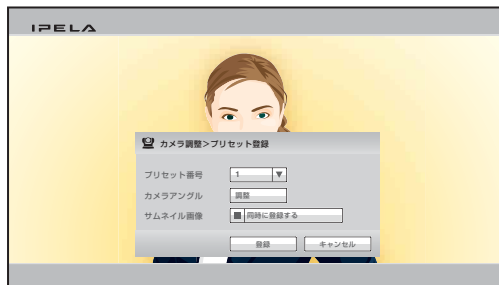 IPELA
カメラ調整＞プリセット登録
プリセット番号 1
カメラアングル 調整
サムネイル画像 同時に登録する
登録 キャンセル